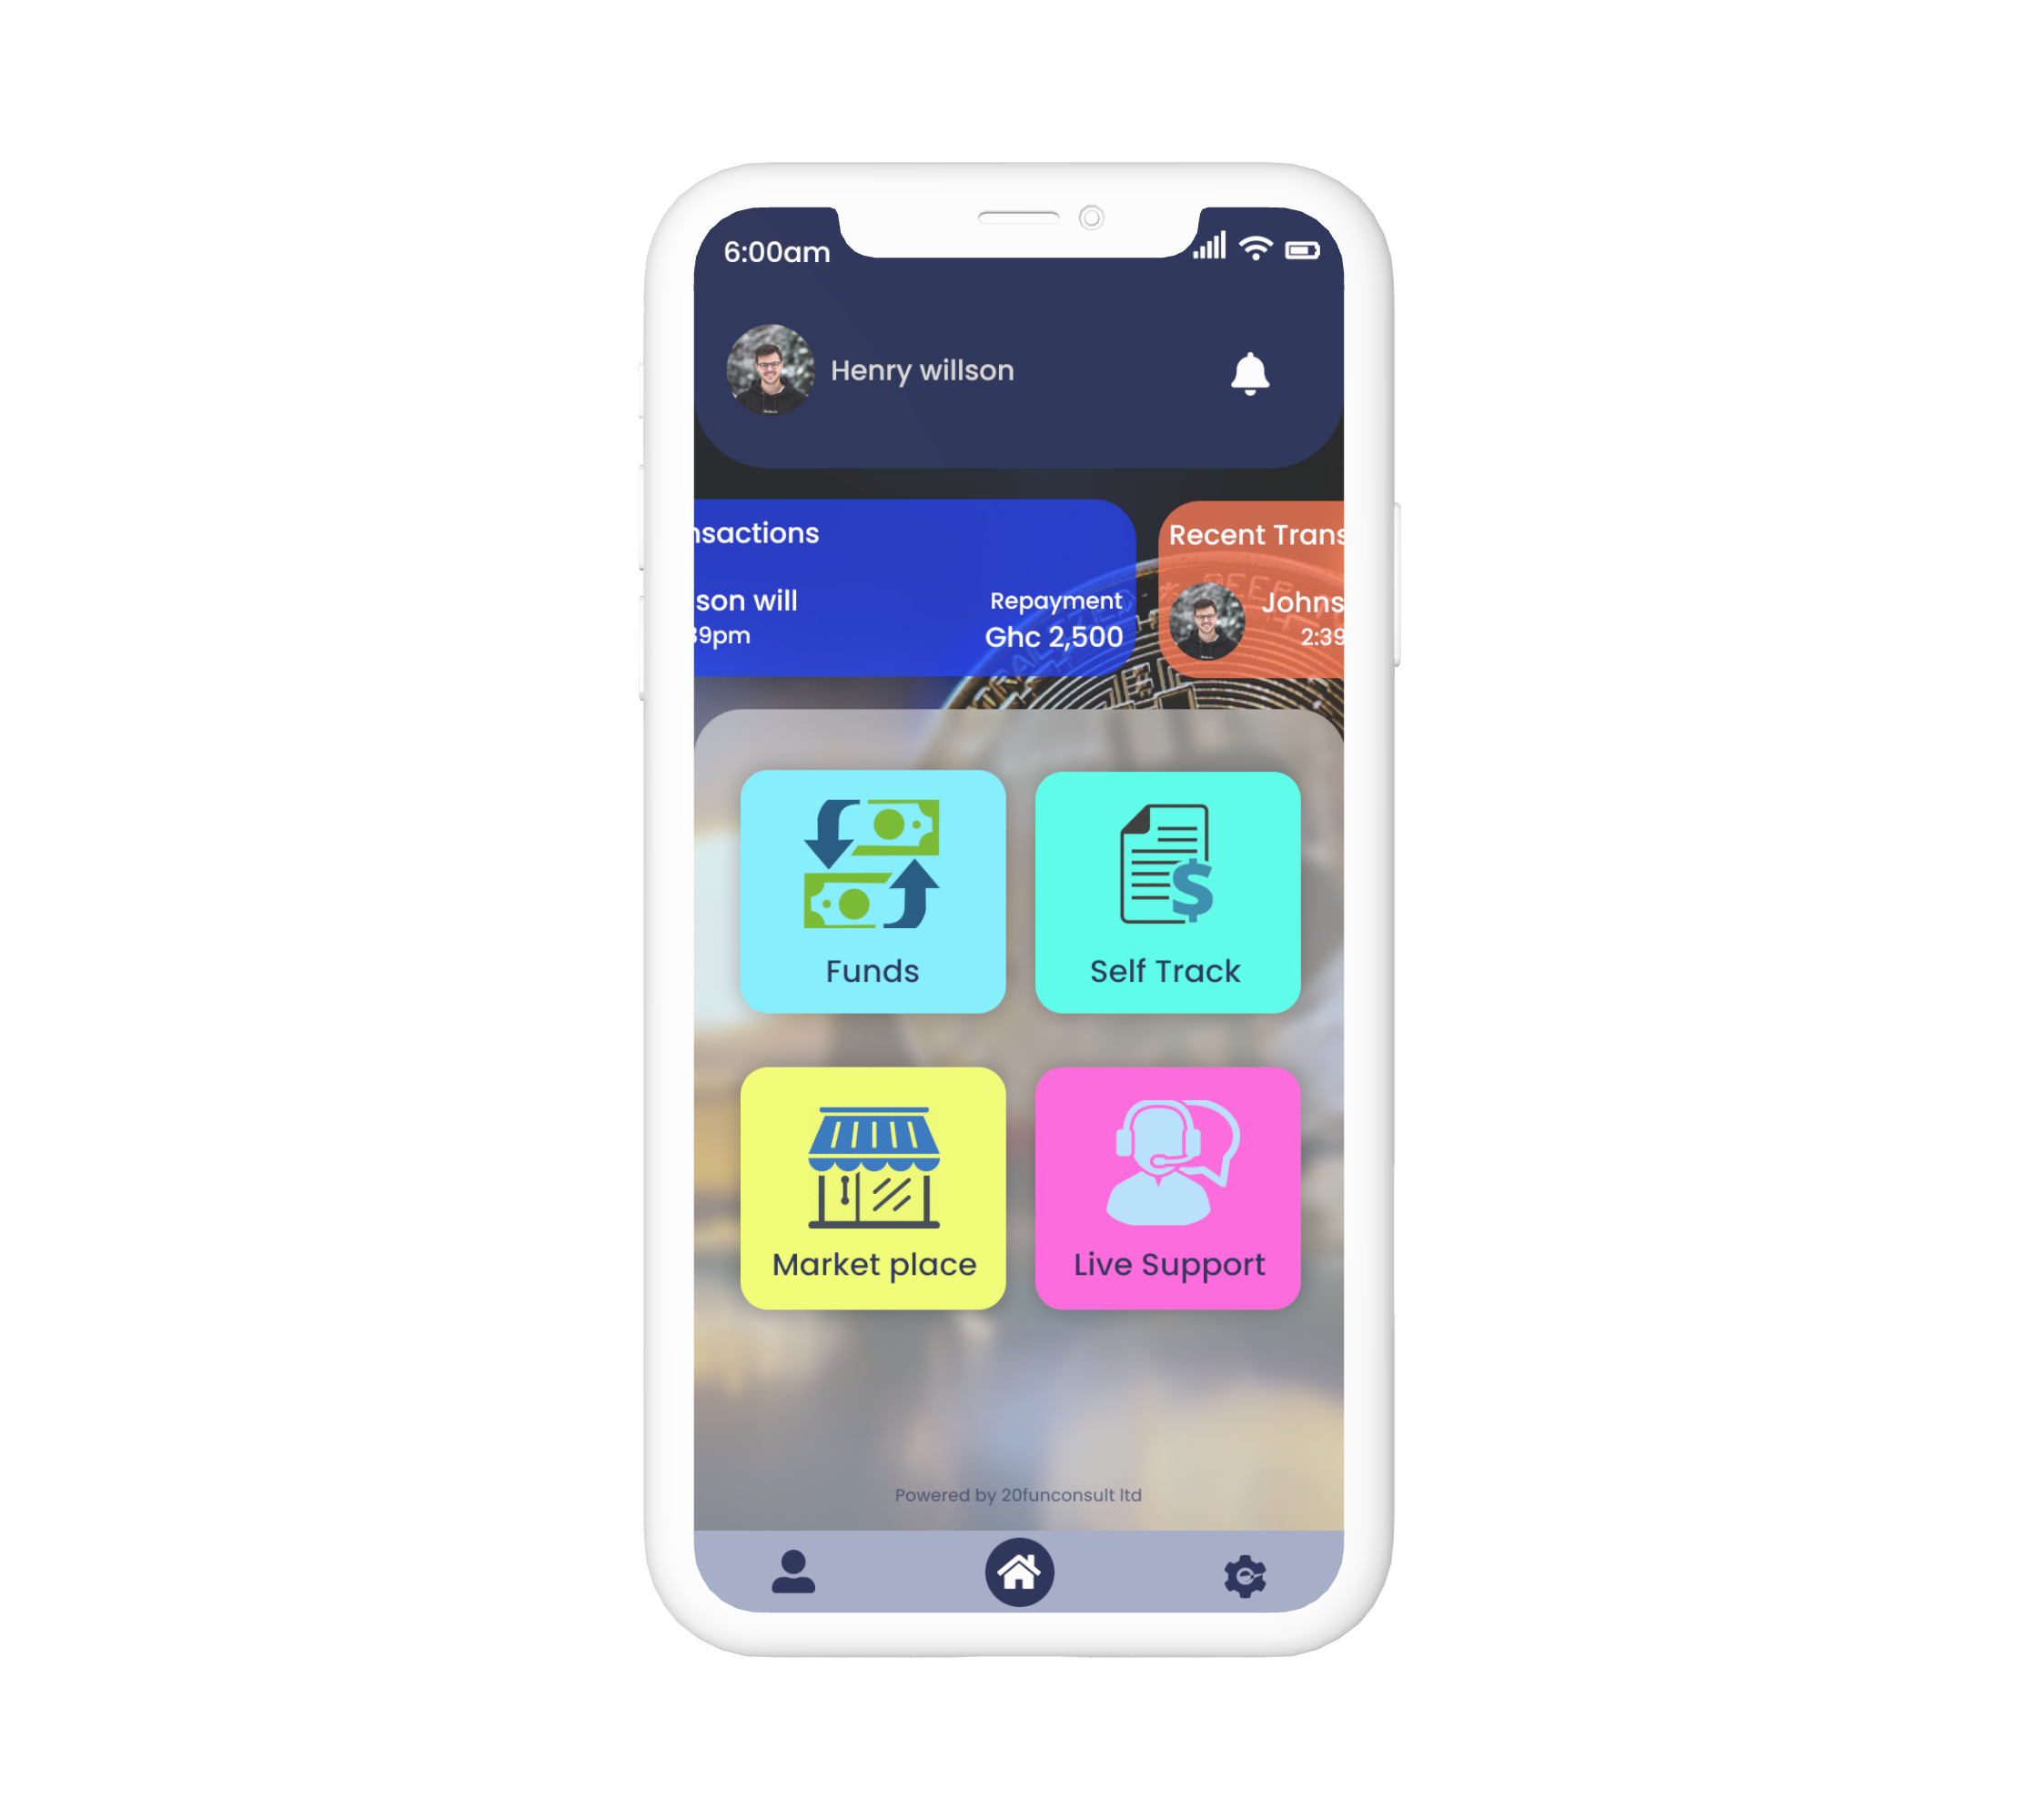 6:00am
Henry willson
nsactions
son will
39pm
Repayment
Ghc 2,500
Recent Trans
Johns
2:39
Funds
Self Track
Market place
Live Support
Powered by 20funconsult ltd